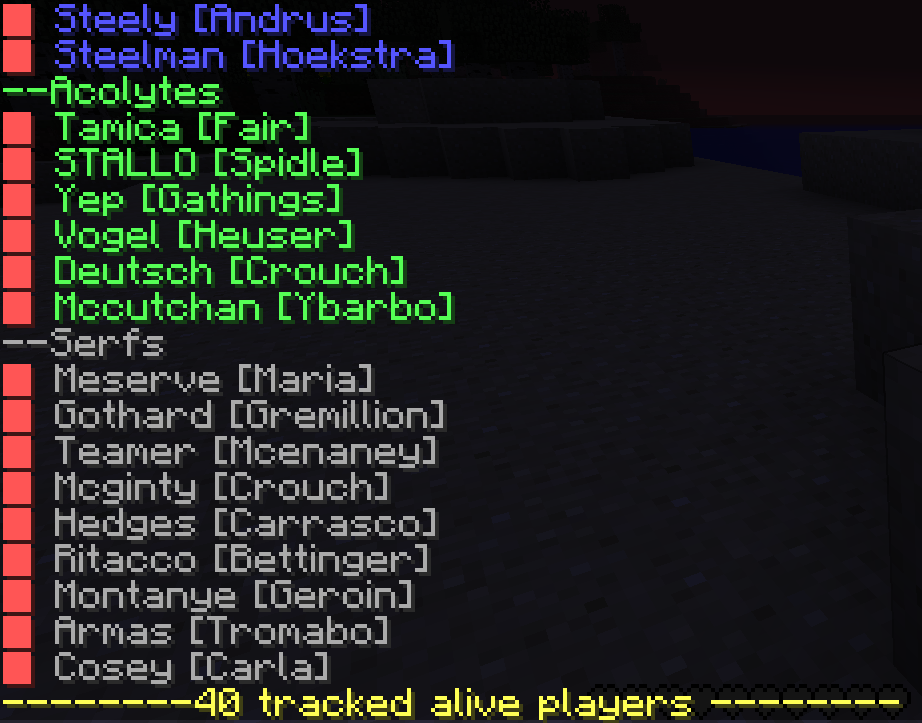 Steely [Andrus]
Steelman [Hoekstra]
--Acolytes
Tamica [Fair]
STALLO [Spidle]
Yep [Gathings]
Vogel [Heuser]
Deutsch [Crouch]
Mccutchan [Ybarbo]
--Serfs
Meserve [Maria]
Gothard [Gremillion]
Teamer [Mcenaney]
Mcginty [Crouch]
Hedges [Carrasco]
Ritacco [Bettinger]
Montanye [Geroin]
Armas [Tromabo]
Cosey [Carla]
--------40 tracked alive players --------